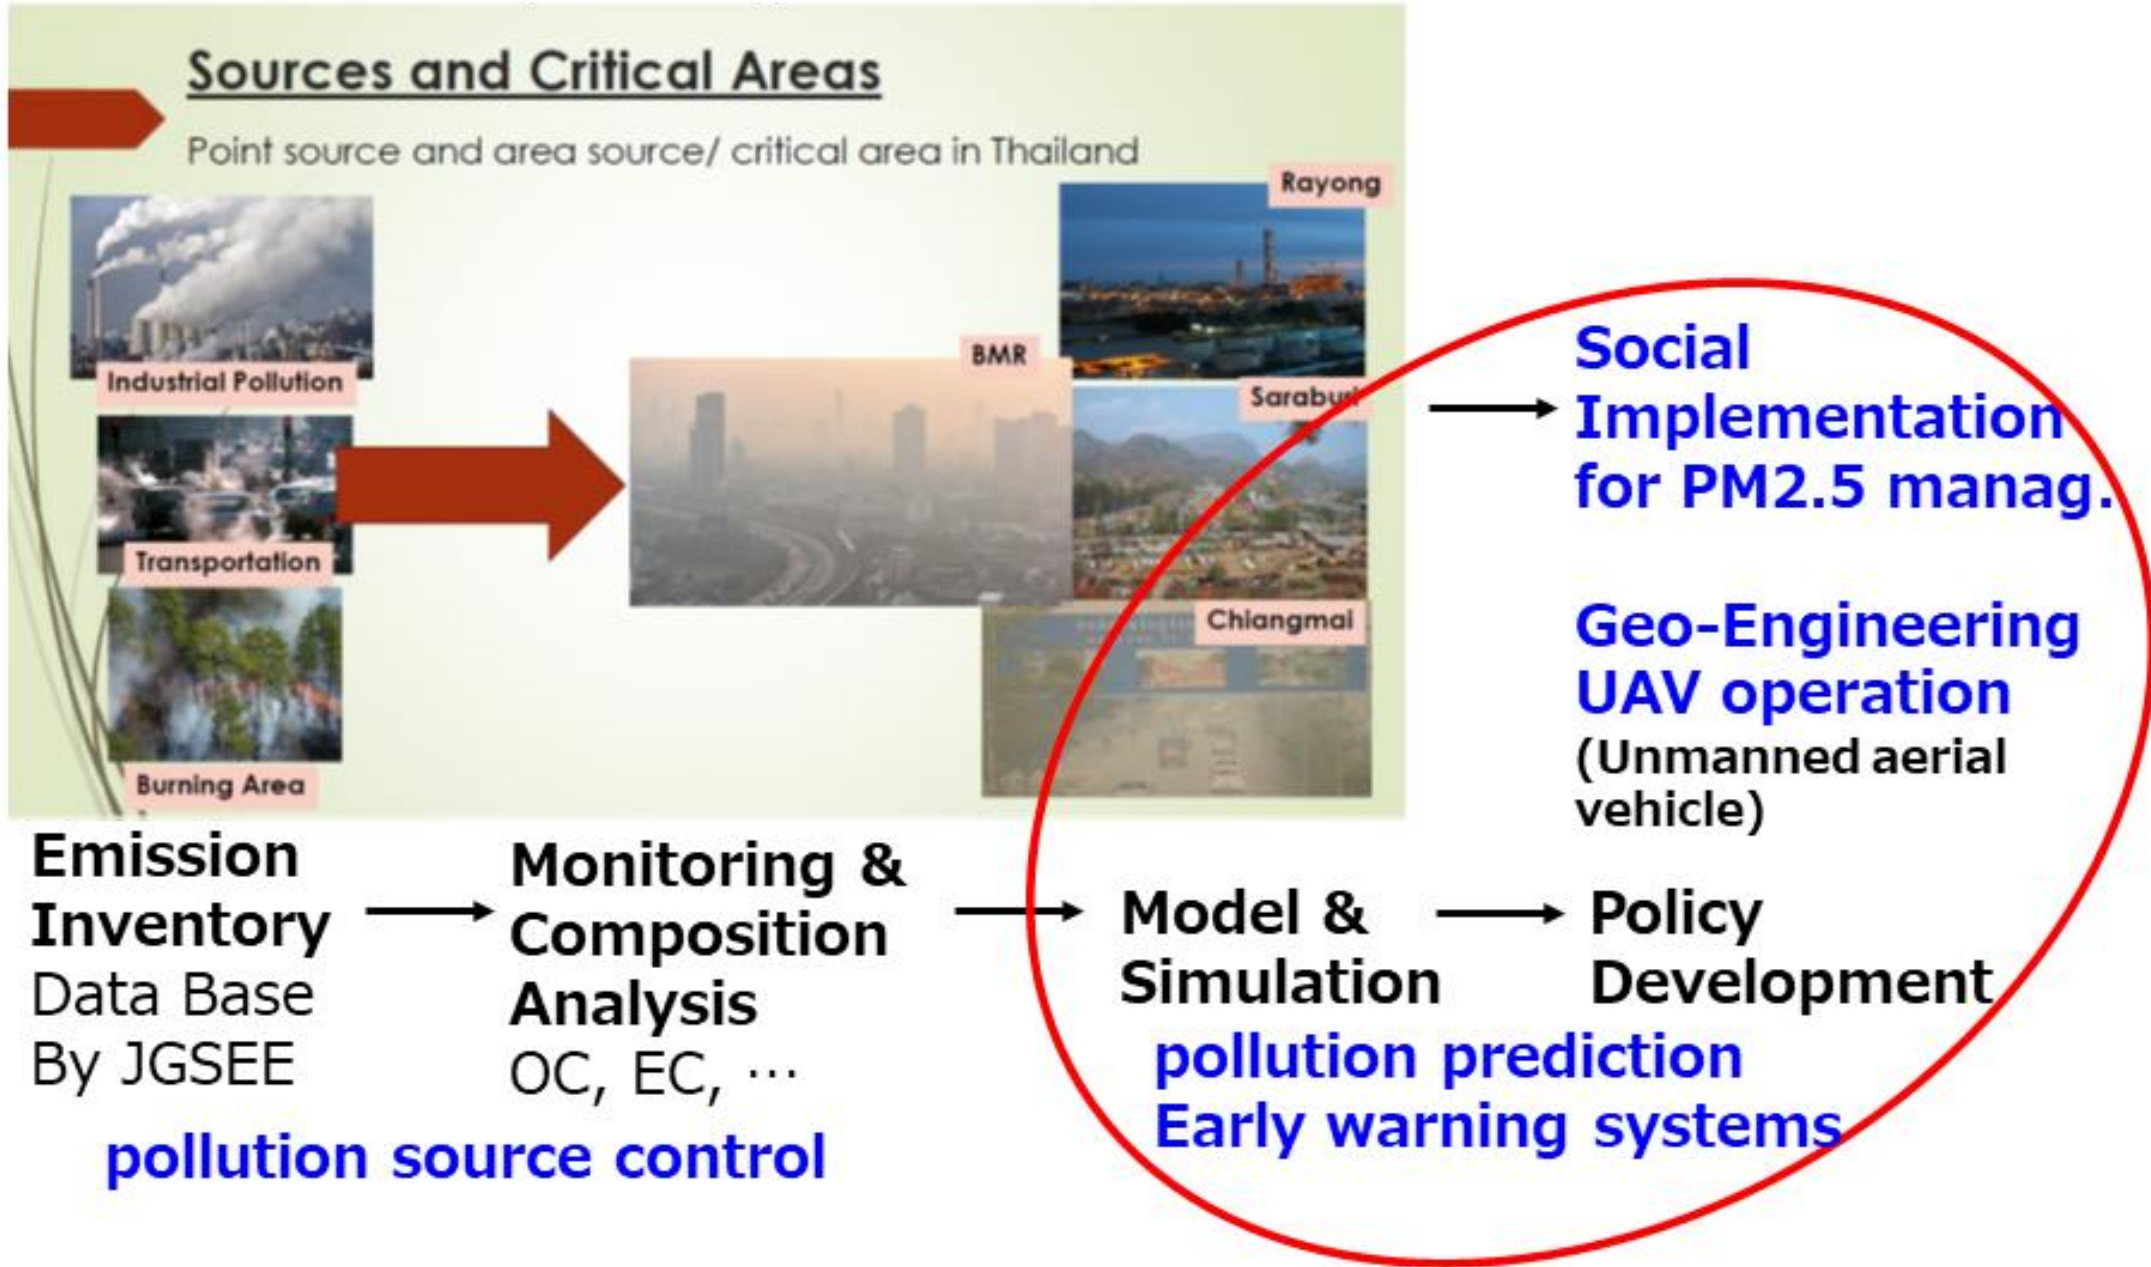 Sources and Critical Areas
Point source and area source/ critical area in Thailand
Industrial Pollution
Transportation
Burning Area
BMR
Rayong
Saraburi
Chiangmai
Social
Implementation
for PM2.5 manag.
Geo-Engineering
UAV operation
(Unmanned aerial
vehicle)
Emission
Inventory
Data Base
By JGSEE
Monitoring &
Composition
Analysis
OC, EC, ⋯
pollution source control
Model &
Simulation
pollution prediction
Early warning systems
Policy
Development